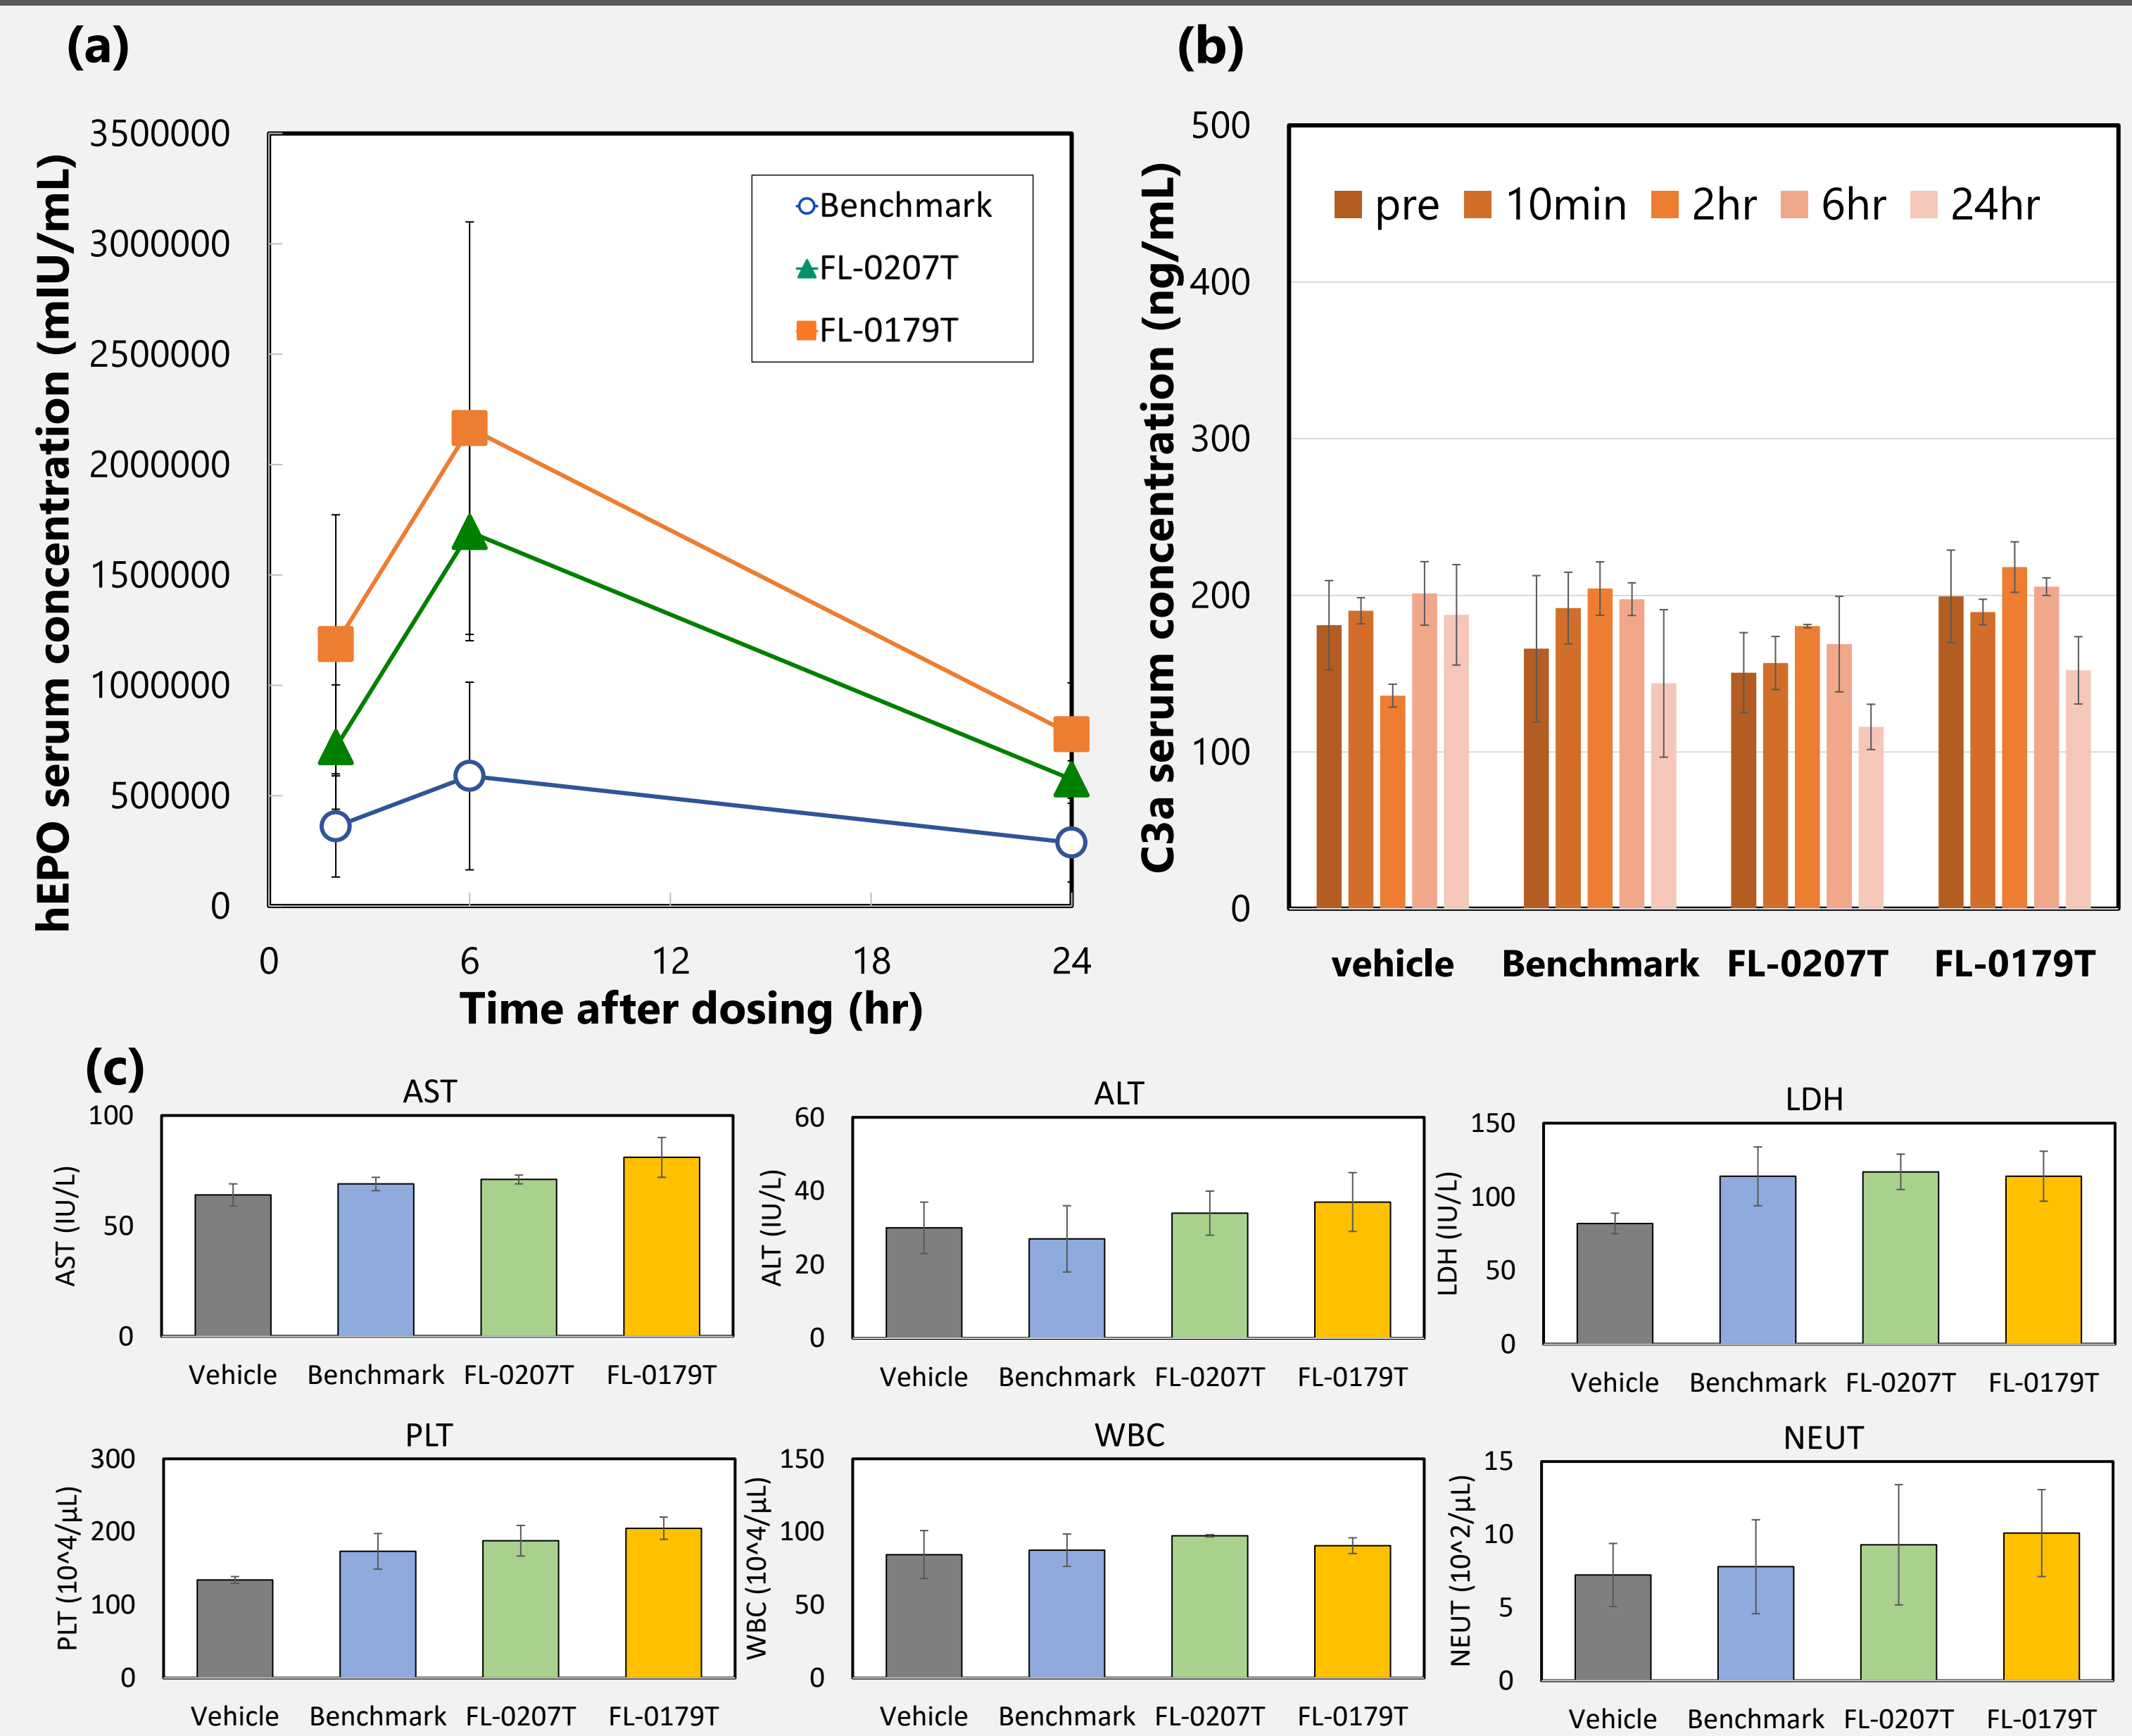 (a)
hEPO serum concentration (mIU/mL)
3500000
3000000
2500000
2000000
1500000
1000000
500000
0
Benchmark
FL-0207T
FL-0179T
0 6 12 18 24
Time after dosing (hr)
(b)
C3a serum concentration (ng/mL)
500
400
300
200
100
0
pre 10min 2hr 6hr 24hr
vehicle Benchmark FL-0207T FL-0179T
(c)
AST
AST (IU/L)
100
50
0
Vehicle Benchmark FL-0207T FL-0179T
ALT
ALT (IU/L)
60
40
20
0
Vehicle Benchmark FL-0207T FL-0179T
LDH
LDH (IU/L)
150
100
50
0
Vehicle Benchmark FL-0207T FL-0179T
PLT
PLT (10^4/μL)
300
200
100
0
Vehicle Benchmark FL-0207T FL-0179T
WBC
WBC (10^4/μL)
150
100
50
0
Vehicle Benchmark FL-0207T FL-0179T
NEUT
NEUT (10^2/μL)
15
10
5
0
Vehicle Benchmark FL-0207T FL-0179T